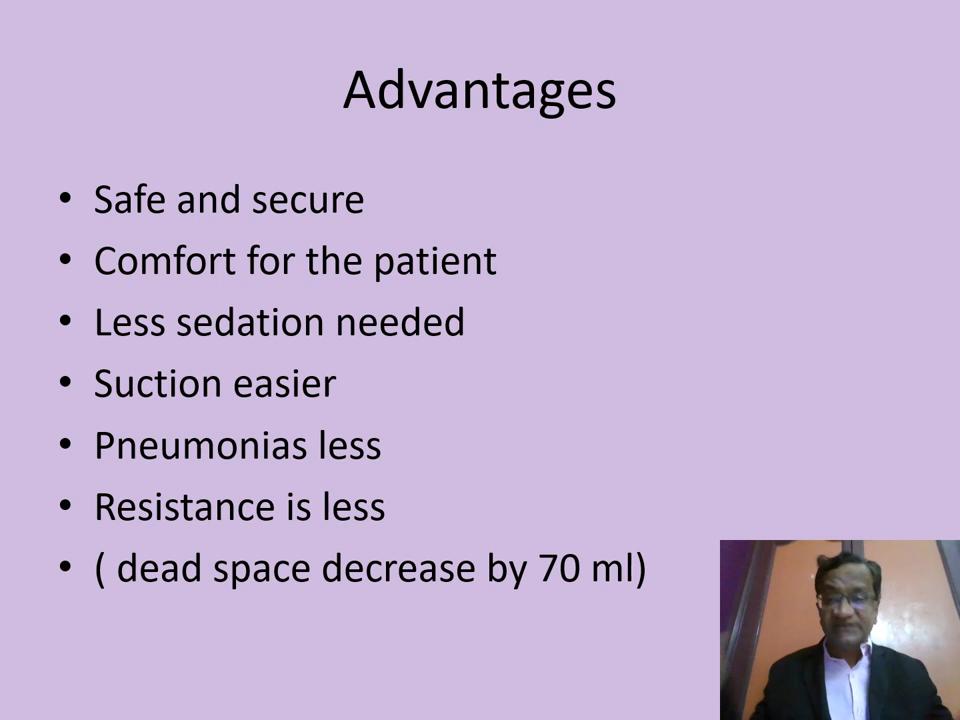 Advantages
• Safe and secure
• Comfort for the patient
• Less sedation needed
• Suction easier
• Pneumonias less
• Resistance is less
• ( dead space decrease by 70 ml)